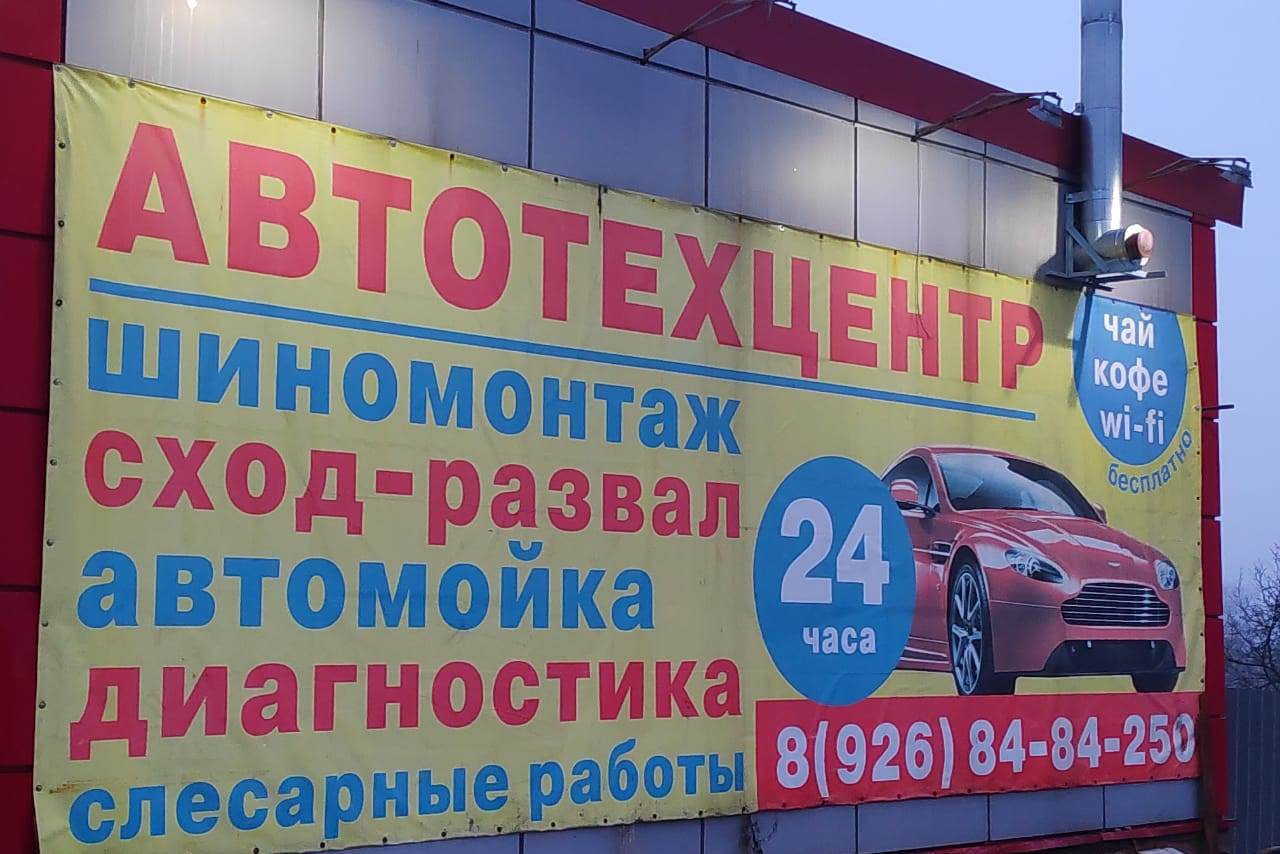 АВТОТЕХЦЕНТР
шиномонтаж
сход-развал
автомойка
диагностика
слесарные работы
24
часа
чай
кофе
wi-fi
бесплатно
8(926) 84-84-250